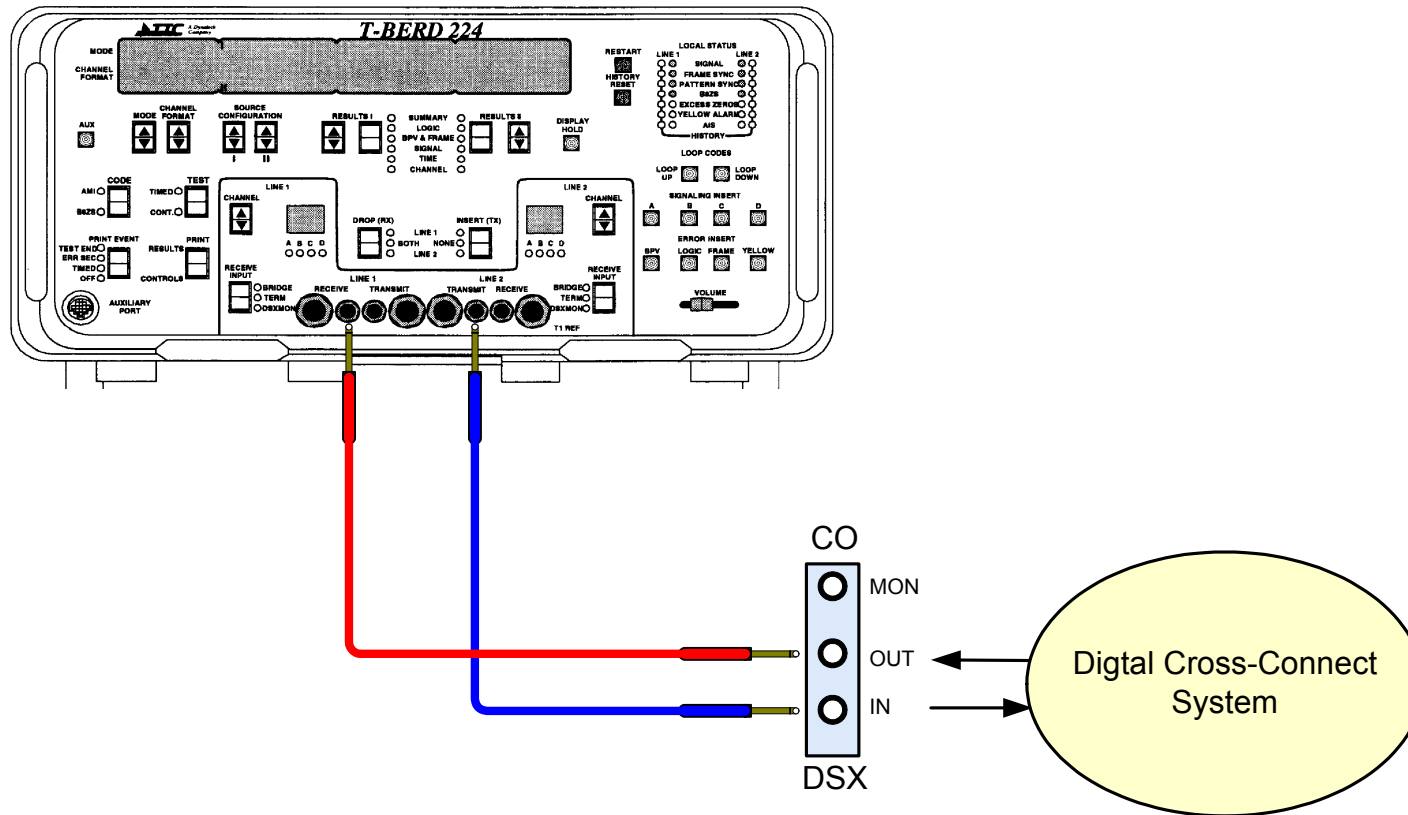 TTC A Dynatech Company
T-BERD 224
MODE
CHANNEL FORMAT
RESTART
HISTORY RESET
LOCAL STATUS
LINE 1
LINE 2
SIGNAL
FRAME SYNC
PATTERN SYNC
B8ZS
EXCESS ZEROS
YELLOW ALARM
AIS
HISTORY
AUX
MODE
CHANNEL FORMAT
SOURCE CONFIGURATION
I
II
RESULTS I
SUMMARY
LOGIC
BPV & FRAME
SIGNAL
TIME
CHANNEL
RESULTS II
DISPLAY HOLD
LOOP CODES
LOOP UP
LOOP DOWN
CODE
AMI
B8ZS
TEST
TIMED
CONT.
LINE 1
CHANNEL
A B C D
DROP (RX)
LINE 1
BOTH
NONE
LINE 2
INSERT (TX)
LINE 2
CHANNEL
A B C D
SIGNALING INSERT
A B C D
ERROR INSERT
BPV LOGIC FRAME YELLOW
PRINT EVENT
TEST END
ERR SEC
TIMED
OFF
PRINT
RESULTS
CONTROLS
RECEIVE INPUT
BRIDGE
TERM
DSXMON
LINE 1
RECEIVE TRANSMIT
LINE 2
TRANSMIT RECEIVE
RECEIVE INPUT
BRIDGE
TERM
DSXMON
T1 REF
VOLUME
AUXILIARY PORT
CO
MON
OUT
IN
DSX
Digtal Cross-Connect
System